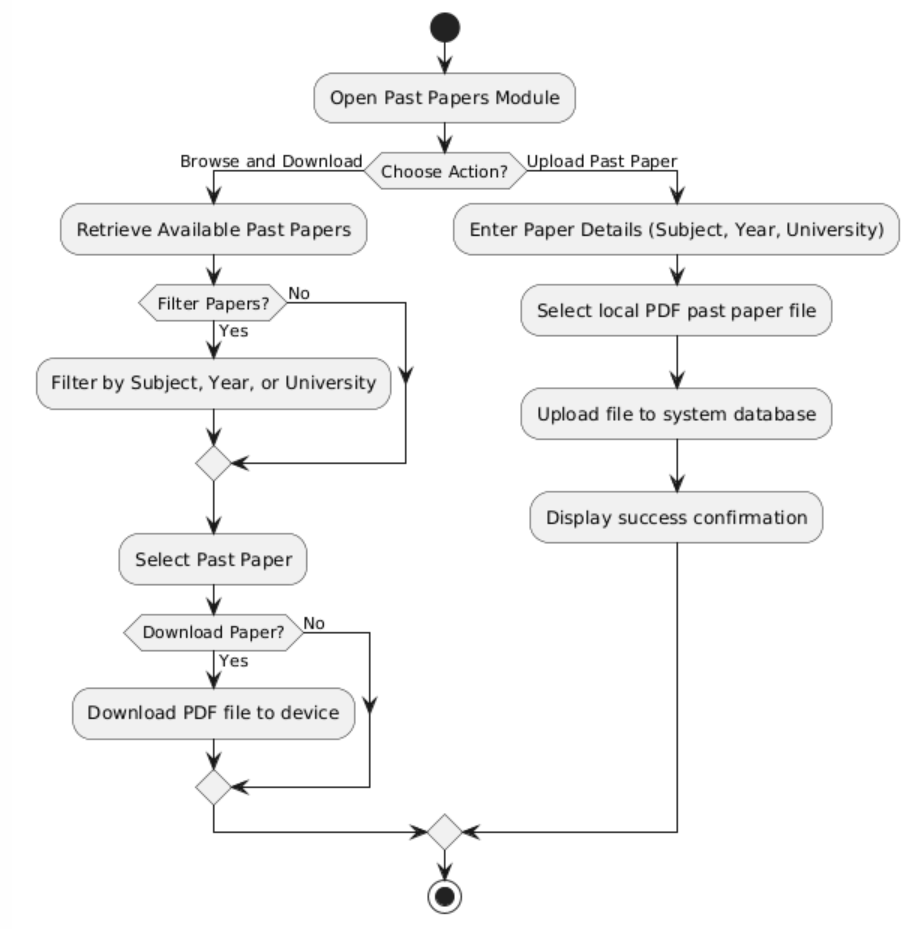 Open Past Papers Module
Browse and Download
Choose Action?
Upload Past Paper
Retrieve Available Past Papers
Filter Papers?
No
Yes
Filter by Subject, Year, or University
Select Past Paper
Download Paper?
No
Yes
Download PDF file to device
Enter Paper Details (Subject, Year, University)
Select local PDF past paper file
Upload file to system database
Display success confirmation